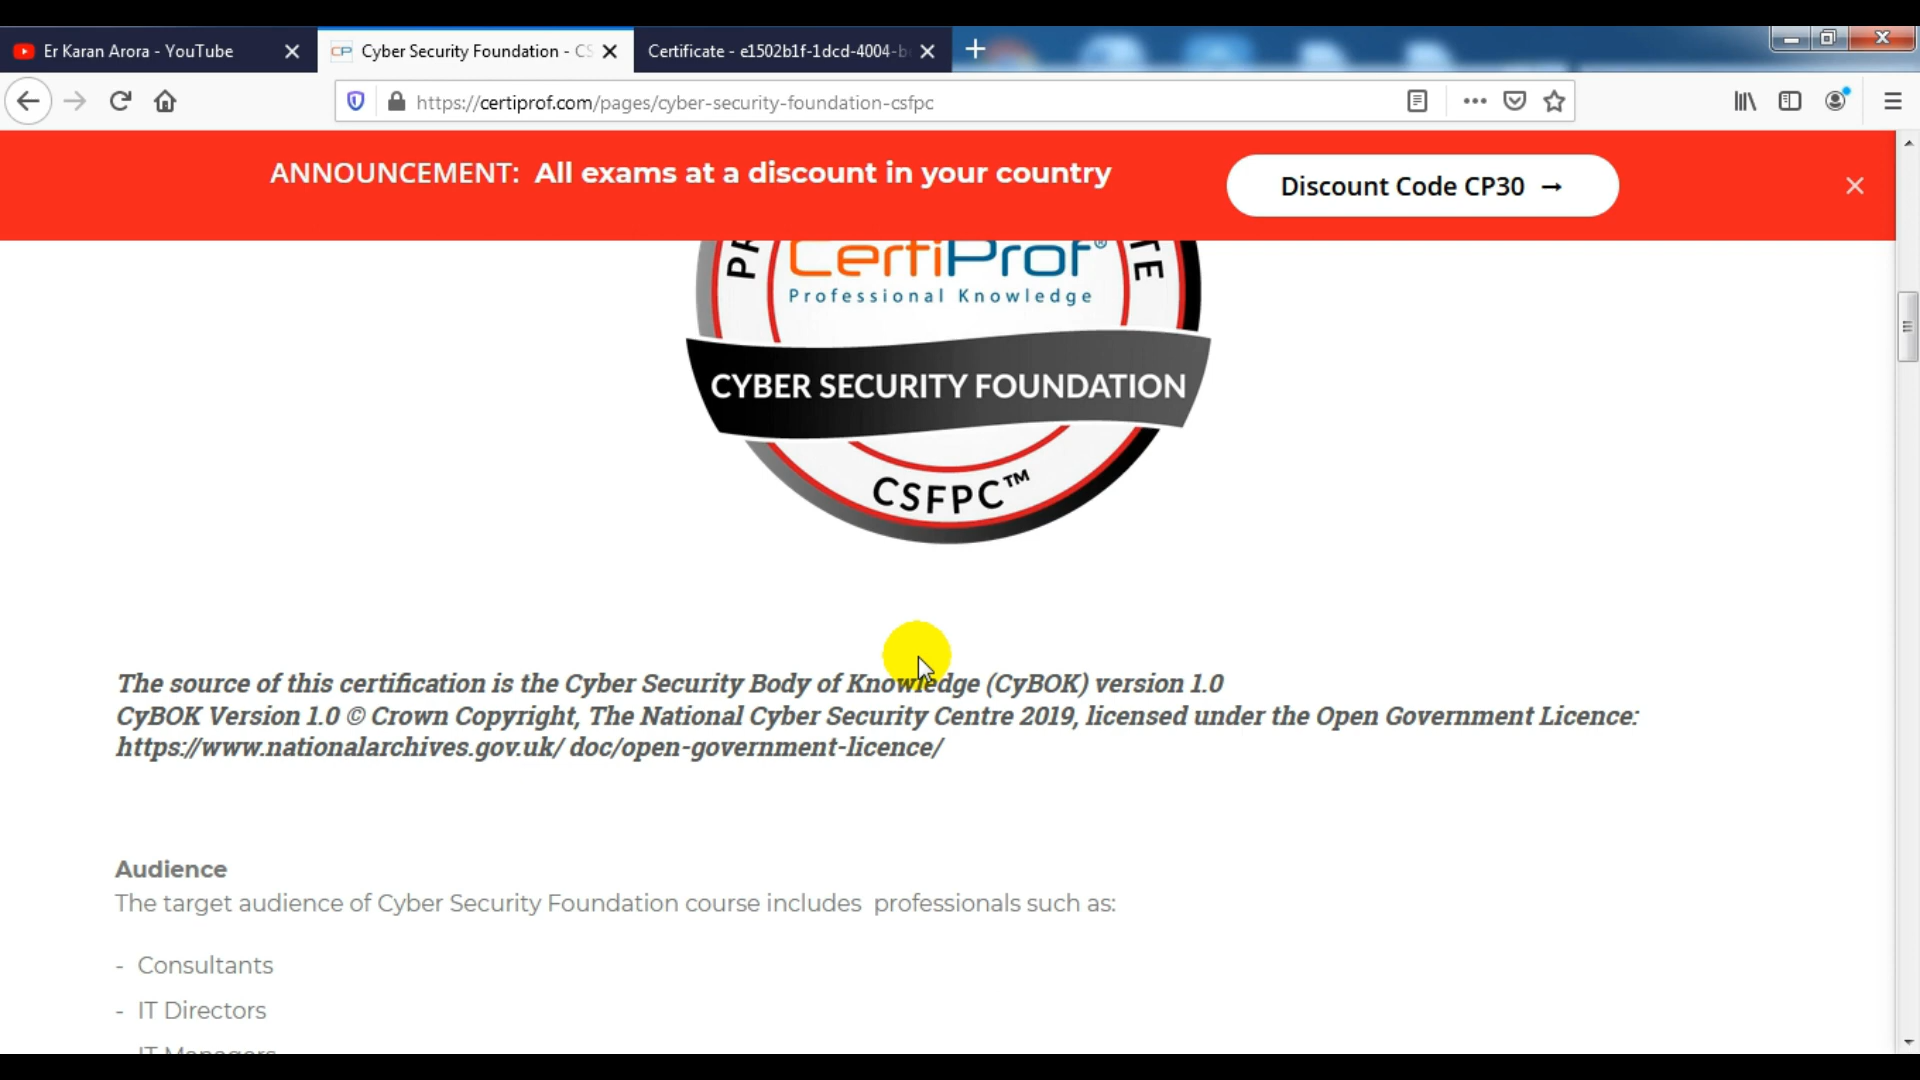 Er Karan Arora - YouTube
Cyber Security Foundation - CS
Certificate - e1502b1f-1dcd-4004-b
https://certiprof.com/pages/cyber-security-foundation-csfpc
ANNOUNCEMENT: All exams at a discount in your country
Discount Code CP30 →
CertiProf®
Professional Knowledge
CYBER SECURITY FOUNDATION
CSFPC™
The source of this certification is the Cyber Security Body of Knowledge (CyBOK) version 1.0
CyBOK Version 1.0 © Crown Copyright, The National Cyber Security Centre 2019, licensed under the Open Government Licence:
https://www.nationalarchives.gov.uk/ doc/open-government-licence/
Audience
The target audience of Cyber Security Foundation course includes  professionals such as:
- Consultants
- IT Directors
IT Managers